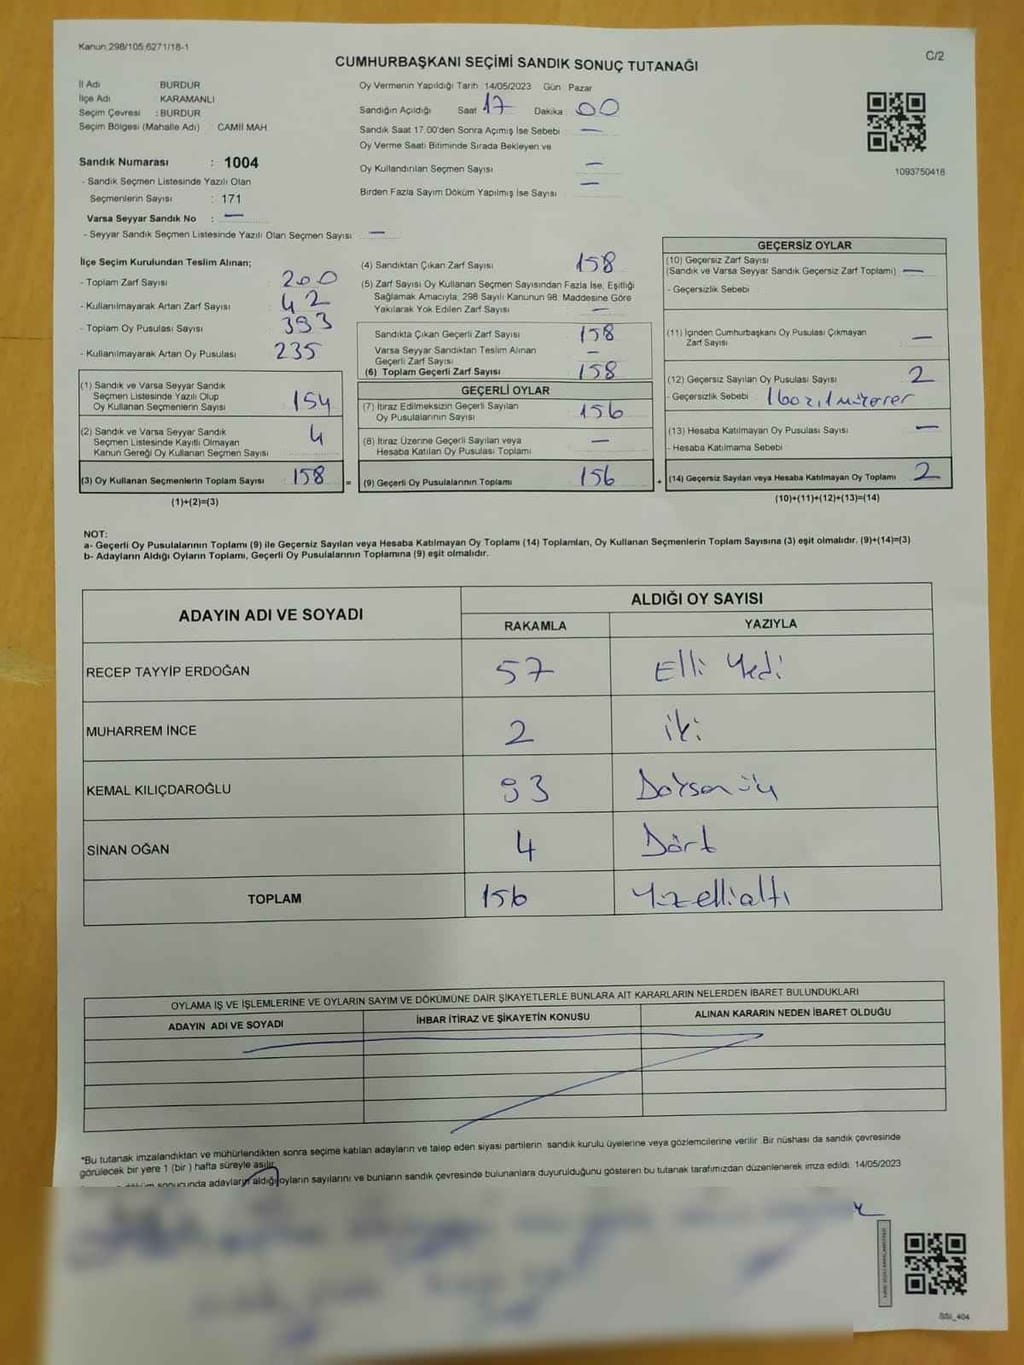 Kanun 298/105,6271/18-1
C/2
CUMHURBAŞKANI SEÇİMİ SANDIK SONUÇ TUTANAĞI
İl Adı BURDUR
İlçe Adı KARAMANLI
Seçim Çevresi : BURDUR
Seçim Bölgesi (Mahalle Adı) CAMİİ MAH
Sandık Numarası : 1004
- Sandık Seçmen Listesinde Yazılı Olan
Seçmenlerin Sayısı : 171
Varsa Seyyar Sandık No : —
- Seyyar Sandık Seçmen Listesinde Yazılı Olan Seçmen Sayısı: —
Oy Vermenin Yapıldığı Tarih 14/05/2023 Gün Pazar
Sandığın Açıldığı Saat 17 Dakika 00
Sandık Saat 17.00'den Sonra Açımış İse Sebebi —
Oy Verme Saati Bitiminde Sırada Bekleyen ve
Oy Kullandırılan Seçmen Sayısı —
Birden Fazla Sayım Döküm Yapılmış İse Sayısı —
1093750418
İlçe Seçim Kurulundan Teslim Alınan;
- Toplam Zarf Sayısı 200
- Kullanılmayarak Artan Zarf Sayısı 42
- Toplam Oy Pusulası Sayısı 393
- Kullanılmayarak Artan Oy Pusulası 235
(1) Sandık ve Varsa Seyyar Sandık
Seçmen Listesinde Yazılı Olup
Oy Kullanan Seçmenlerin Sayısı 154
(2) Sandık ve Varsa Seyyar Sandık
Seçmen Listesinde Kayıtlı Olmayan
Kanun Gereği Oy Kullanan Seçmen Sayısı 4
(3) Oy Kullanan Seçmenlerin Toplam Sayısı 158 =
(1)+(2)=(3)
(4) Sandıktan Çıkan Zarf Sayısı 158
(5) Zarf Sayısı Oy Kullanan Seçmen Sayısından Fazla İse, Eşitliği
Sağlamak Amacıyla, 298 Sayılı Kanunun 98. Maddesine Göre
Yakılarak Yok Edilen Zarf Sayısı —
Sandıkta Çıkan Geçerli Zarf Sayısı 158
Varsa Seyyar Sandıktan Teslim Alınan
Geçerli Zarf Sayısı —
(6) Toplam Geçerli Zarf Sayısı 158
GEÇERLİ OYLAR
(7) İtiraz Edilmeksizin Geçerli Sayılan
Oy Pusulalarının Sayısı 156
(8) İtiraz Üzerine Geçerli Sayılan veya
Hesaba Katılan Oy Pusulası Toplamı —
(9) Geçerli Oy Pusulalarının Toplamı 156 +
GEÇERSİZ OYLAR
(10) Geçersiz Zarf Sayısı
(Sandık ve Varsa Seyyar Sandık Geçersiz Zarf Toplamı) —
- Geçersizlik Sebebi
(11) İçinden Cumhurbaşkanı Oy Pusulası Çıkmayan
Zarf Sayısı —
(12) Geçersiz Sayılan Oy Pusulası Sayısı 2
- Geçersizlik Sebebi
(13) Hesaba Katılmayan Oy Pusulası Sayısı —
- Hesaba Katılmama Sebebi
(14) Geçersiz Sayılan veya Hesaba Katılmayan Oy Toplamı 2
(10)+(11)+(12)+(13)=(14)
NOT:
a- Geçerli Oy Pusulalarının Toplamı (9) ile Geçersiz Sayılan veya Hesaba Katılmayan Oy Toplamı (14) Toplamları, Oy Kullanan Seçmenlerin Toplam Sayısına (3) eşit olmalıdır. (9)+(14)=(3)
b- Adayların Aldığı Oyların Toplamı, Geçerli Oy Pusulalarının Toplamına (9) eşit olmalıdır.
ADAYIN ADI VE SOYADI ALDIĞI OY SAYISI
RAKAMLA YAZIYLA
RECEP TAYYİP ERDOĞAN 57 Elli Yedi
MUHARREM İNCE 2 iki
KEMAL KILIÇDAROĞLU 93 Doksan üç
SİNAN OĞAN 4 Dört
TOPLAM 156 Yüzelli altı
OYLAMA İŞ VE İŞLEMLERİNE VE OYLARIN SAYIM VE DÖKÜMÜNE DAİR ŞİKAYETLERLE BUNLARA AİT KARARLARIN NELERDEN İBARET BULUNDUKLARI
ADAYIN ADI VE SOYADI İHBAR İTİRAZ VE ŞİKAYETİN KONUSU ALINAN KARARIN NEDEN İBARET OLDUĞU
*Bu tutanak imzalandıktan ve mühürlendikten sonra seçime katılan adayların ve talep eden siyasi partilerin sandık kurulu üyelerine veya gözlemcilerine verilir. Bir nüshası da sandık çevresinde
görülecek bir yere 1 (bir) hafta süreyle asılır.
sonucunda adayların aldığı oyların sayılarını ve bunların sandık çevresinde bulunanlara duyurulduğunu gösteren bu tutanak tarafımızdan düzenlenerek imza edildi. 14/05/2023